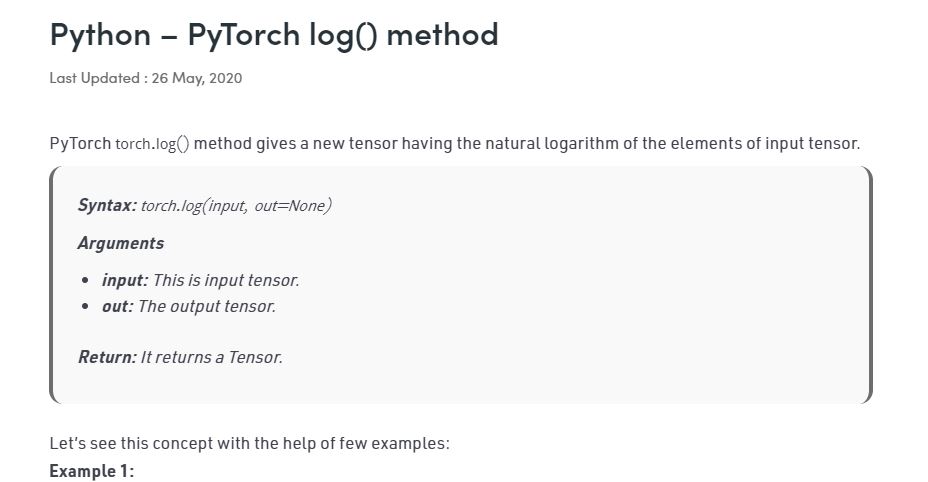 Python – PyTorch log() method
Last Updated : 26 May, 2020
PyTorch torch.log() method gives a new tensor having the natural logarithm of the elements of input tensor.
Syntax: torch.log(input, out=None)
Arguments
• input: This is input tensor.
• out: The output tensor.
Return: It returns a Tensor.
Let's see this concept with the help of few examples:
Example 1: